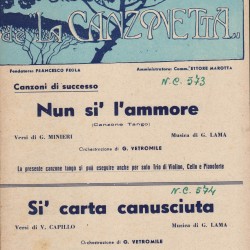 de "La CANZONETTA"
Fondatore: FRANCESCO FEOLA Amministratore: Comm. ETTORE MAROTTA
N.C. 573
Canzoni di successo
Nun si' l'ammore
(Canzone Tango)
Versi di G. MINIERI Musica di G. LAMA
Orchestrazione di G. VETROMILE
La presente canzone tango si può eseguire anche per solo Trio di Violino, Cello e Pianoforte
N.C. 574
Si' carta canusciuta
Versi di V. CAPILLO Musica di G. LAMA
Orchestrazione di G. VETROMILE